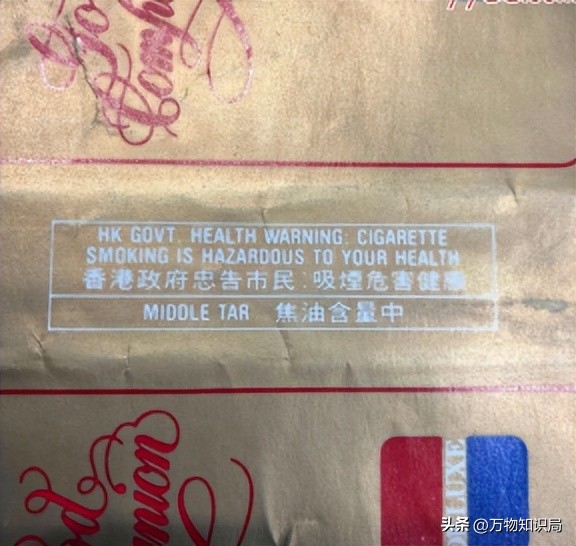 HK GOVT. HEALTH WARNING: CIGARETTE
SMOKING IS HAZARDOUS TO YOUR HEALTH
香港政府忠告市民:吸煙危害健康
MIDDLE TAR 焦油含量中
DELUXE
头条 @万物知识局